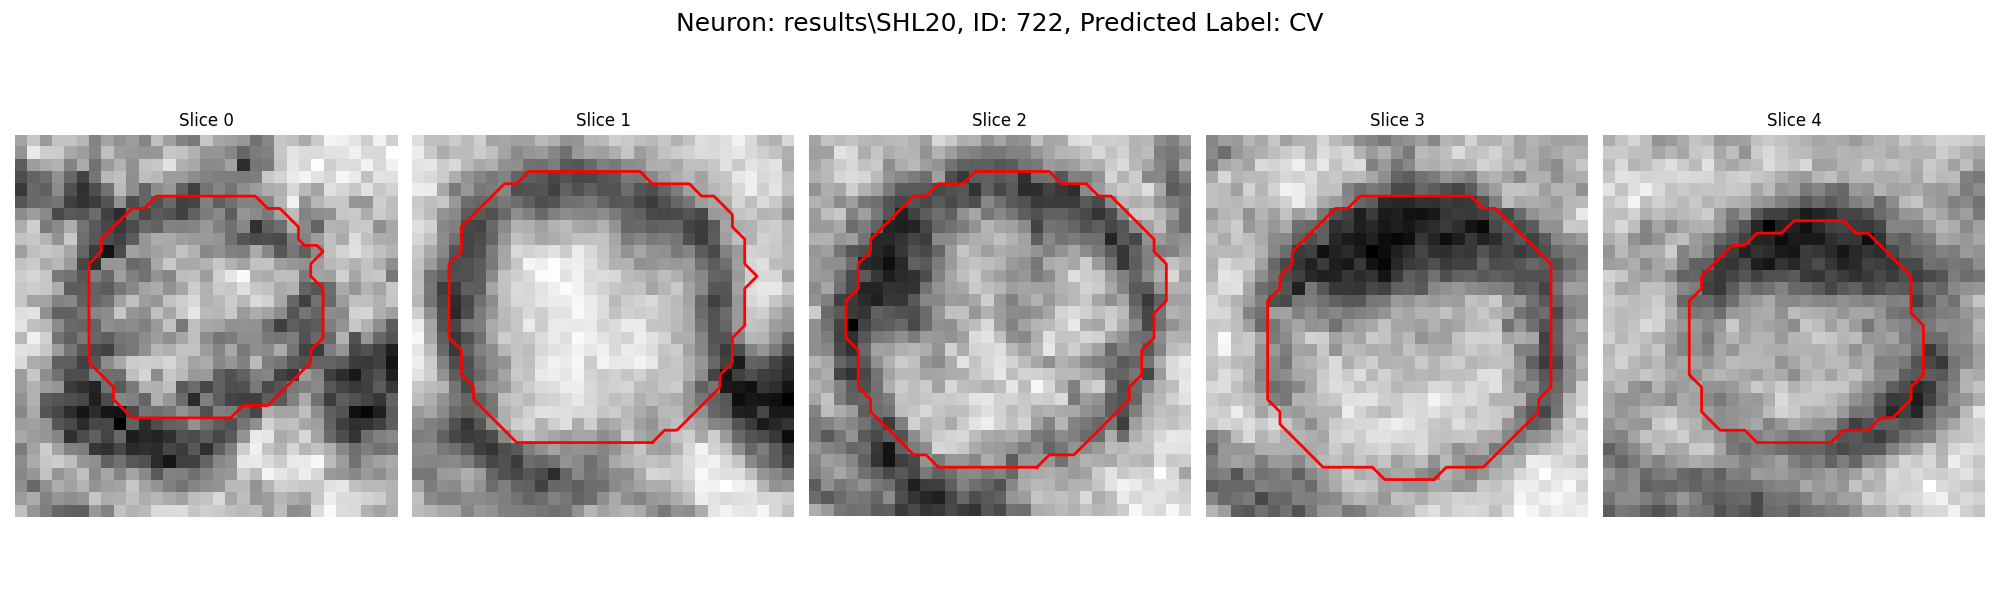 Neuron: results\SHL20, ID: 722, Predicted Label: CV
Slice 0
Slice 1
Slice 2
Slice 3
Slice 4